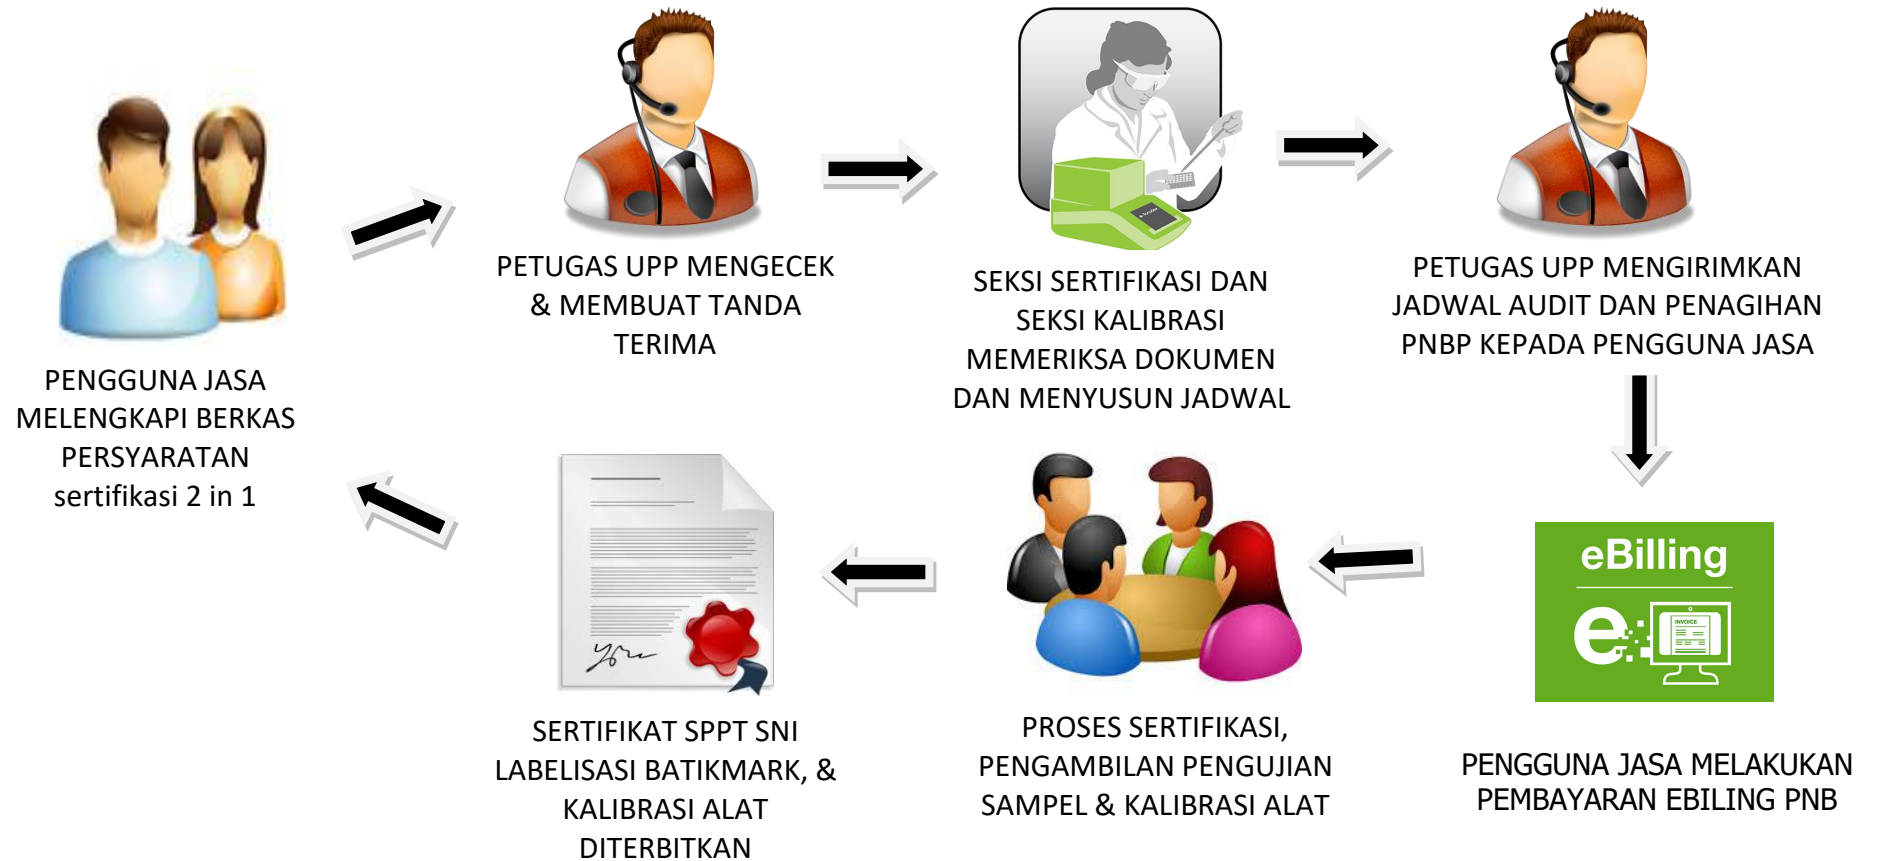 PENGGUNA JASA
MELENGKAPI BERKAS
PERSYARATAN
sertifikasi 2 in 1
PETUGAS UPP MENGECEK
& MEMBUAT TANDA
TERIMA
SEKSI SERTIFIKASI DAN
SEKSI KALIBRASI
MEMERIKSA DOKUMEN
DAN MENYUSUN JADWAL
PETUGAS UPP MENGIRIMKAN
JADWAL AUDIT DAN PENAGIHAN
PNBP KEPADA PENGGUNA JASA
eBilling
e
INVOICE
PENGGUNA JASA MELAKUKAN
PEMBAYARAN EBILING PNB
PROSES SERTIFIKASI,
PENGAMBILAN PENGUJIAN
SAMPEL & KALIBRASI ALAT
SERTIFIKAT SPPT SNI
LABELISASI BATIKMARK, &
KALIBRASI ALAT
DITERBITKAN